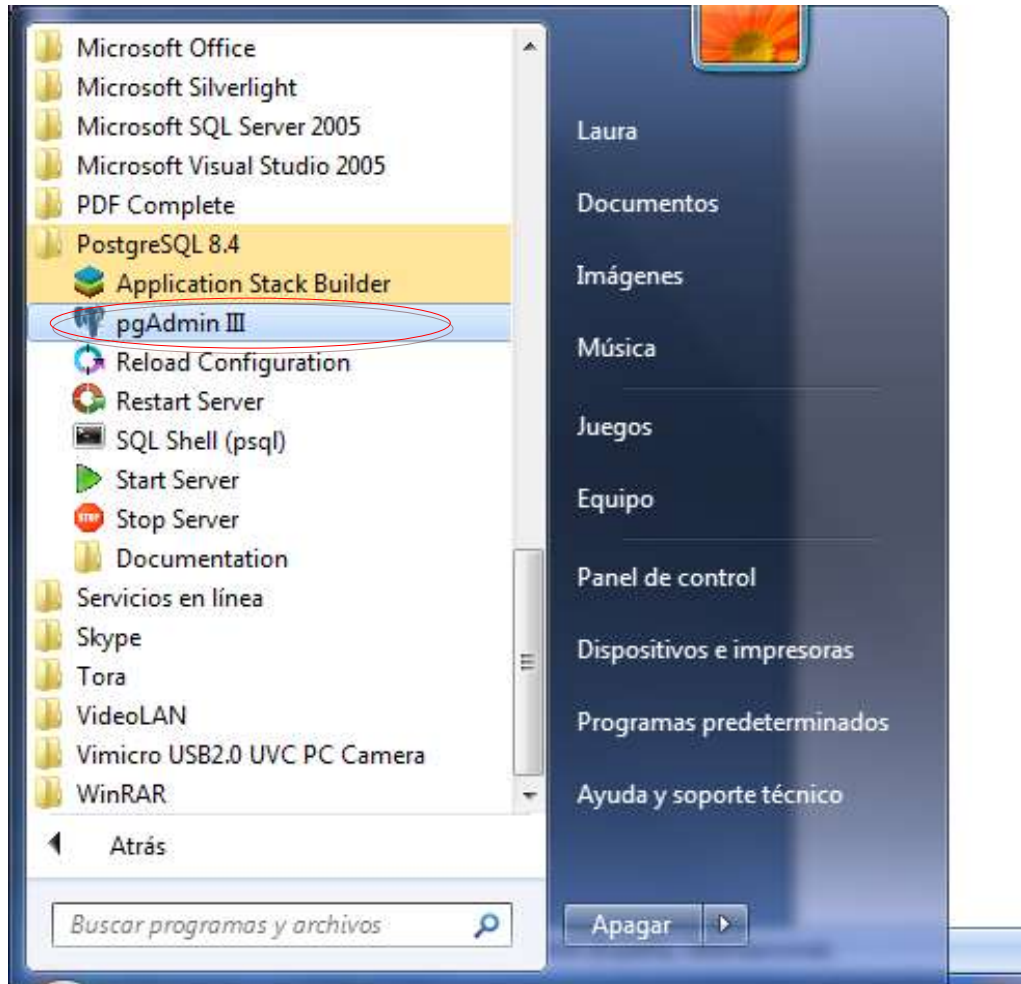 Microsoft Office
Microsoft Silverlight
Microsoft SQL Server 2005
Microsoft Visual Studio 2005
PDF Complete
PostgreSQL 8.4
Application Stack Builder
pgAdmin III
Reload Configuration
Restart Server
SQL Shell (psql)
Start Server
Stop Server
Documentation
Servicios en línea
Skype
Tora
VideoLAN
Vimicro USB2.0 UVC PC Camera
WinRAR
Atrás
Buscar programas y archivos
Laura
Documentos
Imágenes
Música
Juegos
Equipo
Panel de control
Dispositivos e impresoras
Programas predeterminados
Ayuda y soporte técnico
Apagar